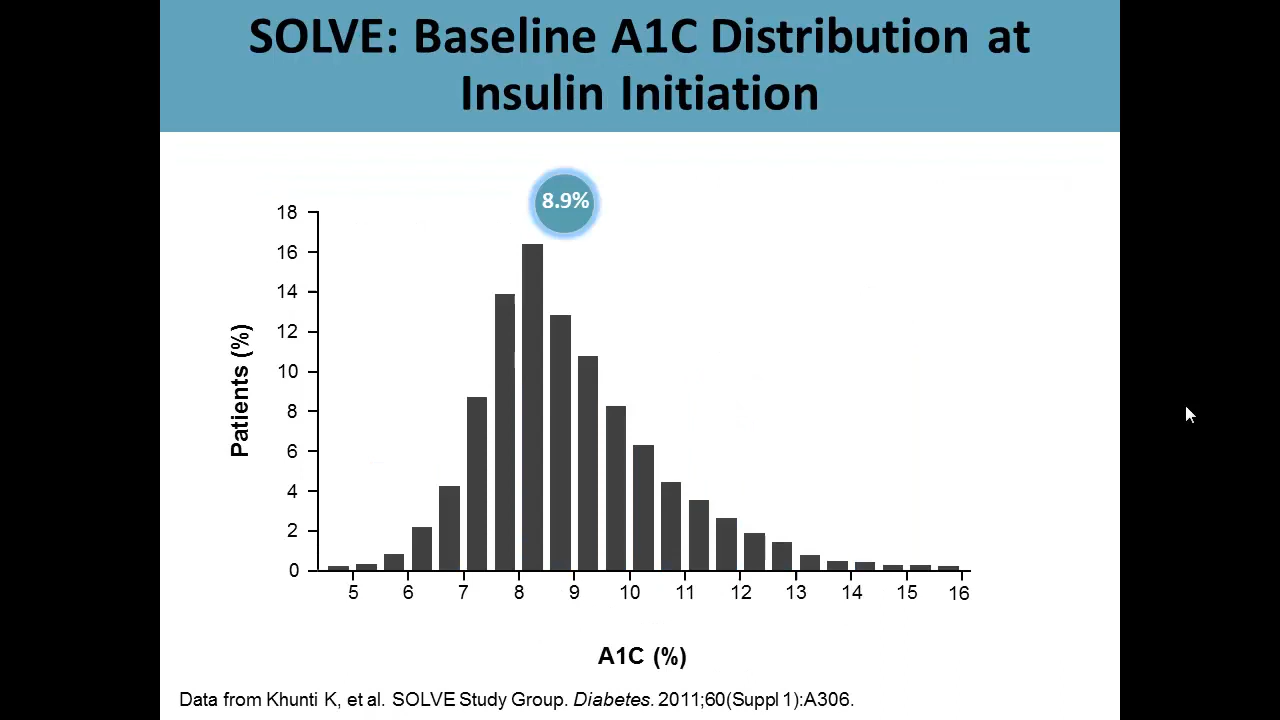 SOLVE: Baseline A1C Distribution at
Insulin Initiation
8.9%
18
16
14
12
10
8
6
4
2
0
Patients (%)
5 6 7 8 9 10 11 12 13 14 15 16
A1C (%)
Data from Khunti K, et al. SOLVE Study Group. Diabetes. 2011;60(Suppl 1):A306.